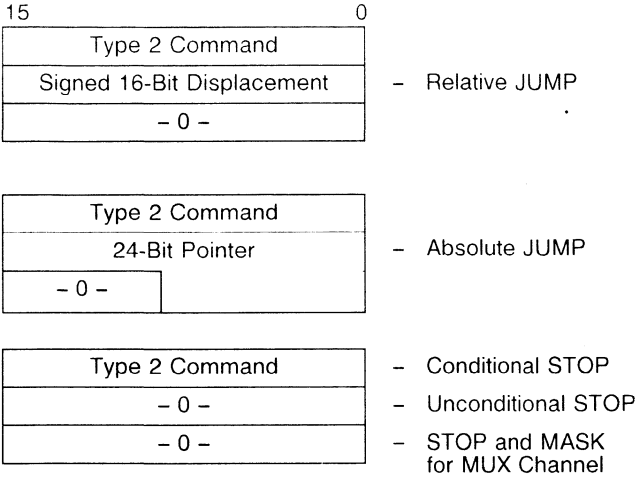 15 0
Type 2 Command
Signed 16-Bit Displacement – Relative JUMP
– 0 –
Type 2 Command
24-Bit Pointer – Absolute JUMP
– 0 –
Type 2 Command – Conditional STOP
– 0 – – Unconditional STOP
– 0 – – STOP and MASK
for MUX Channel